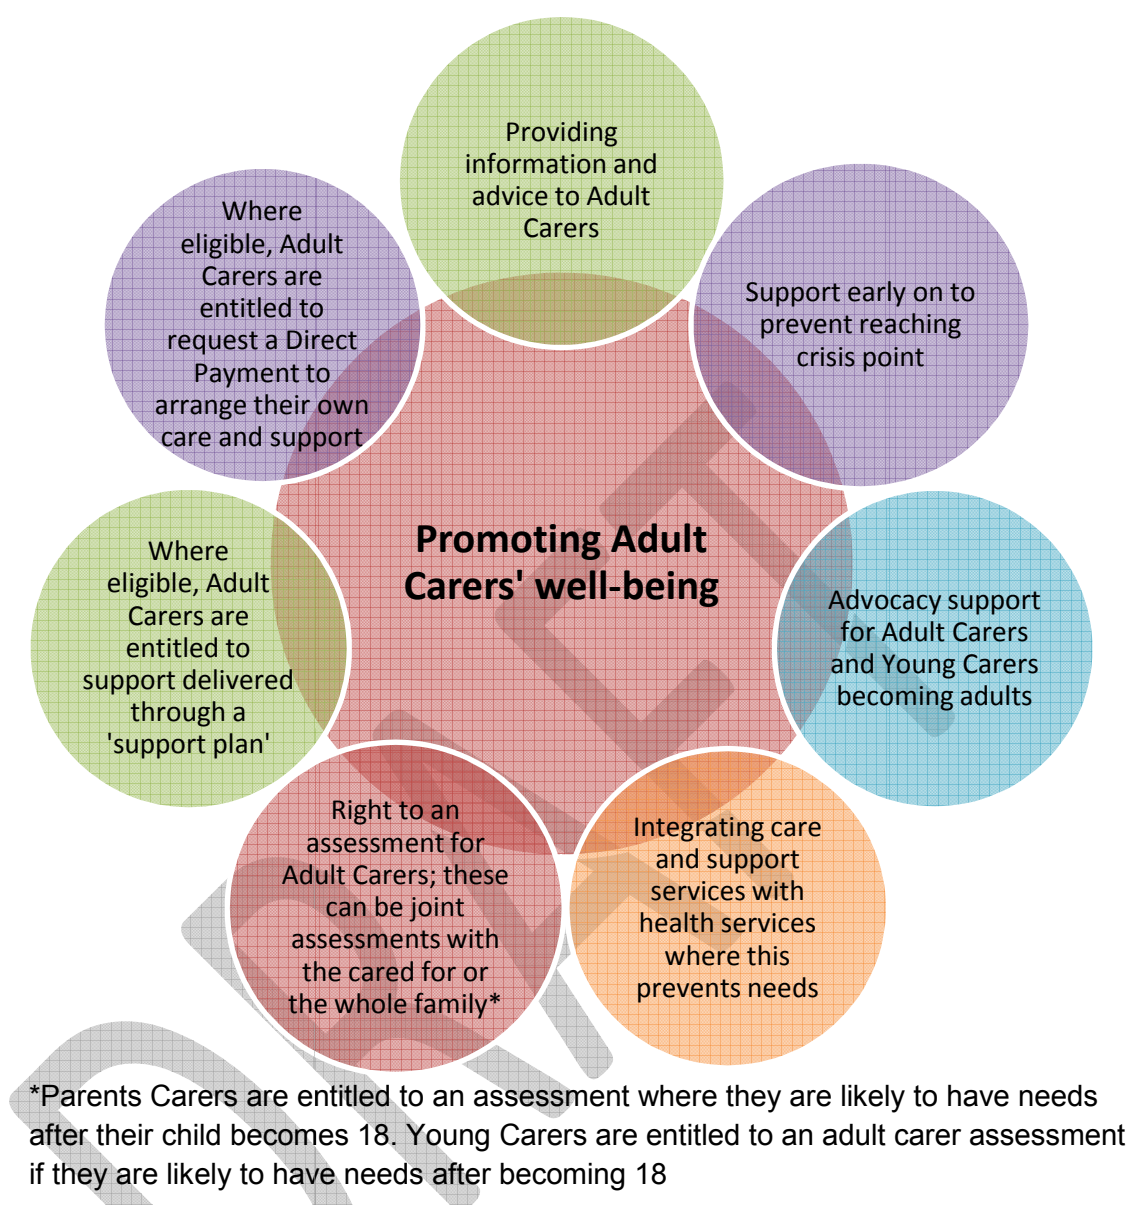 Providing
information and
advice to Adult
Carers
Support early on to
prevent reaching
crisis point
Advocacy support
for Adult Carers
and Young Carers
becoming adults
Integrating care
and support
services with
health services
where this
prevents needs
Right to an
assessment for
Adult Carers; these
can be joint
assessments with
the cared for or
the whole family*
Where
eligible, Adult
Carers are
entitled to
support delivered
through a
'support plan'
Where
eligible, Adult
Carers are
entitled to
request a Direct
Payment to
arrange their own
care and support
Promoting Adult
Carers' well-being
*Parents Carers are entitled to an assessment where they are likely to have needs
after their child becomes 18. Young Carers are entitled to an adult carer assessment
if they are likely to have needs after becoming 18
DRAFT